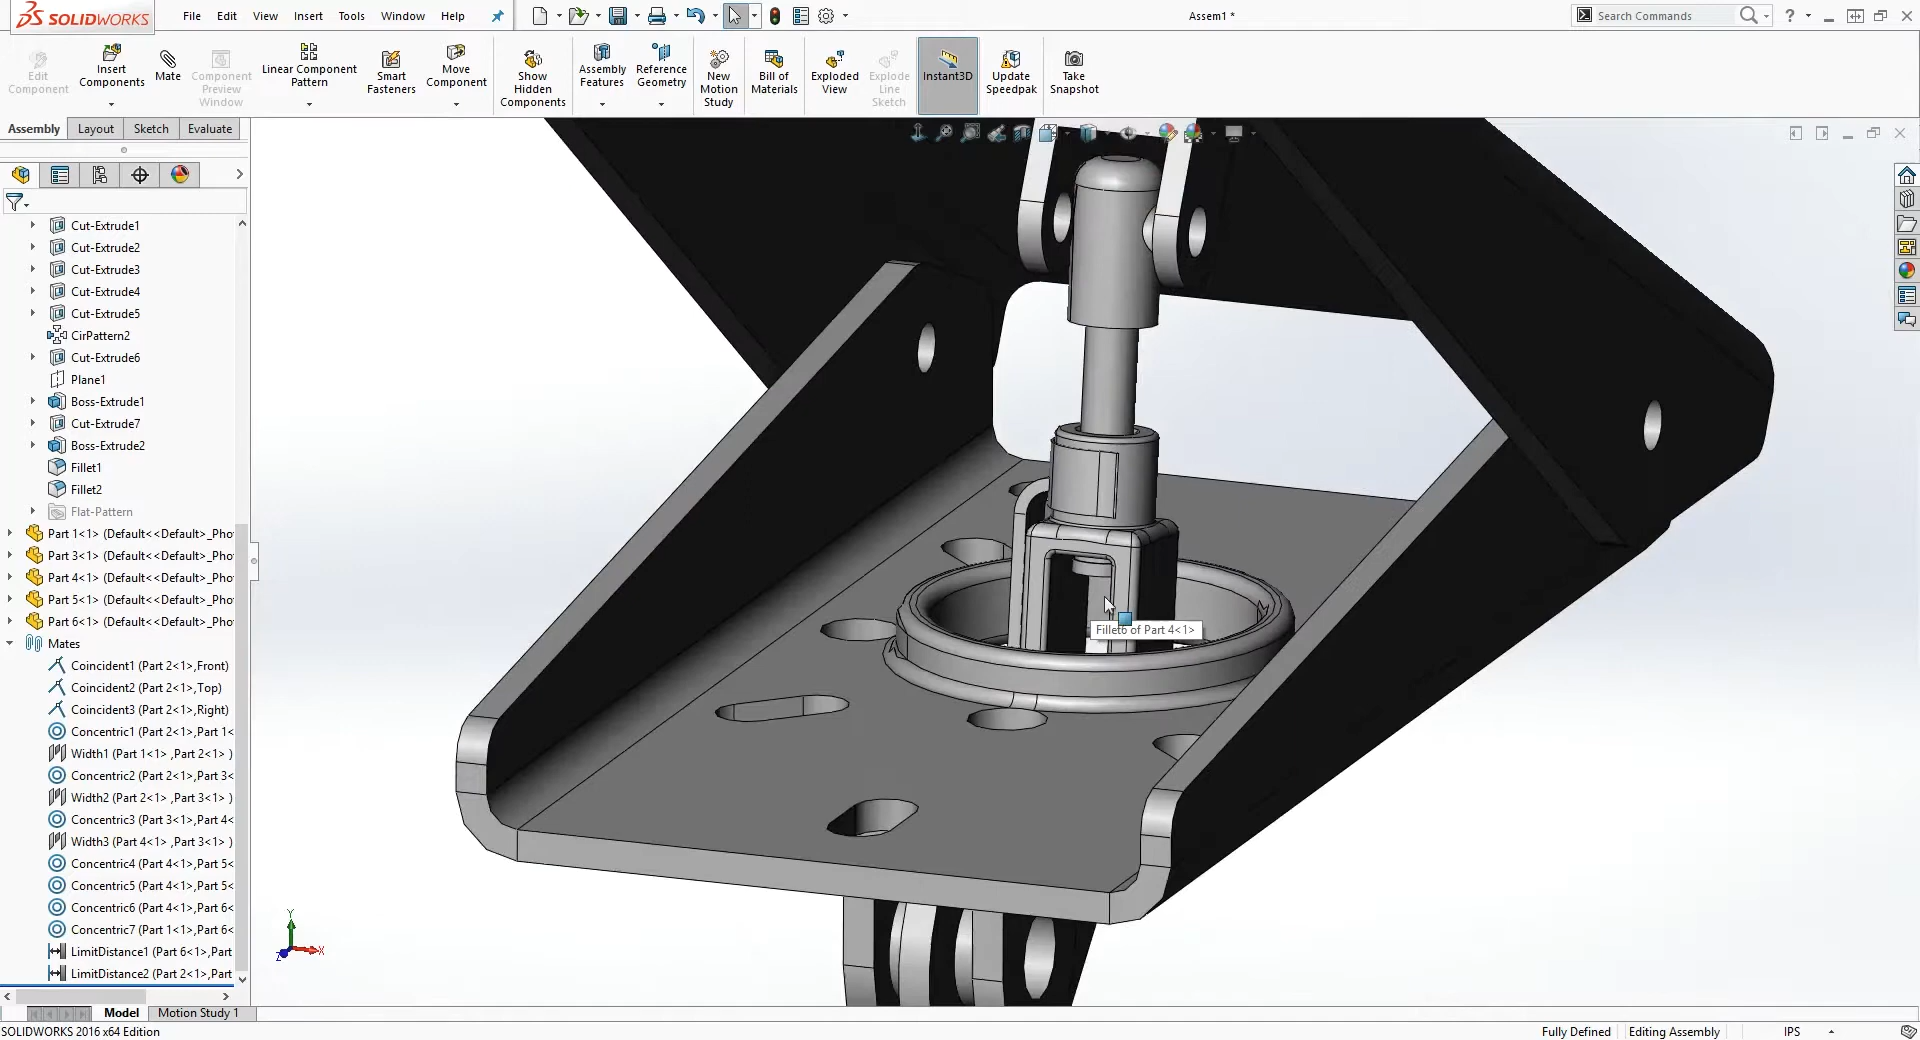 SOLIDWORKS
File Edit View Insert Tools Window Help
Assem1 *
Search Commands
Edit Component
Insert Components
Mate
Component Preview Window
Linear Component Pattern
Smart Fasteners
Move Component
Show Hidden Components
Assembly Features
Reference Geometry
New Motion Study
Bill of Materials
Exploded View
Explode Line Sketch
Instant3D
Update Speedpak
Take Snapshot
Assembly Layout Sketch Evaluate
Cut-Extrude1
Cut-Extrude2
Cut-Extrude3
Cut-Extrude4
Cut-Extrude5
CirPattern2
Cut-Extrude6
Plane1
Boss-Extrude1
Cut-Extrude7
Boss-Extrude2
Fillet1
Fillet2
Flat-Pattern
Part 1<1> (Default<<Default>_Pho
Part 3<1> (Default<<Default>_Pho
Part 4<1> (Default<<Default>_Pho
Part 5<1> (Default<<Default>_Pho
Part 6<1> (Default<<Default>_Pho
Mates
Coincident1 (Part 2<1>,Front)
Coincident2 (Part 2<1>,Top)
Coincident3 (Part 2<1>,Right)
Concentric1 (Part 2<1>,Part 1<
Width1 (Part 1<1> ,Part 2<1> )
Concentric2 (Part 2<1>,Part 3<
Width2 (Part 2<1> ,Part 3<1> )
Concentric3 (Part 3<1>,Part 4<
Width3 (Part 4<1> ,Part 3<1> )
Concentric4 (Part 4<1>,Part 5<
Concentric5 (Part 4<1>,Part 5<
Concentric6 (Part 4<1>,Part 6<
Concentric7 (Part 1<1>,Part 6<
LimitDistance1 (Part 6<1>,Part
LimitDistance2 (Part 2<1>,Part
Fillet6 of Part 4<1>
Y
X
Z
Model Motion Study 1
SOLIDWORKS 2016 x64 Edition
Fully Defined Editing Assembly IPS